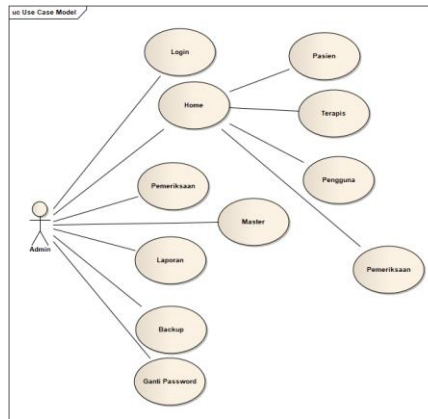 uc Use Case Model
Login
Pasien
Home
Terapis
Pemeriksaan
Pengguna
Master
Admin
Laporan
Pemeriksaan
Backup
Ganti Password